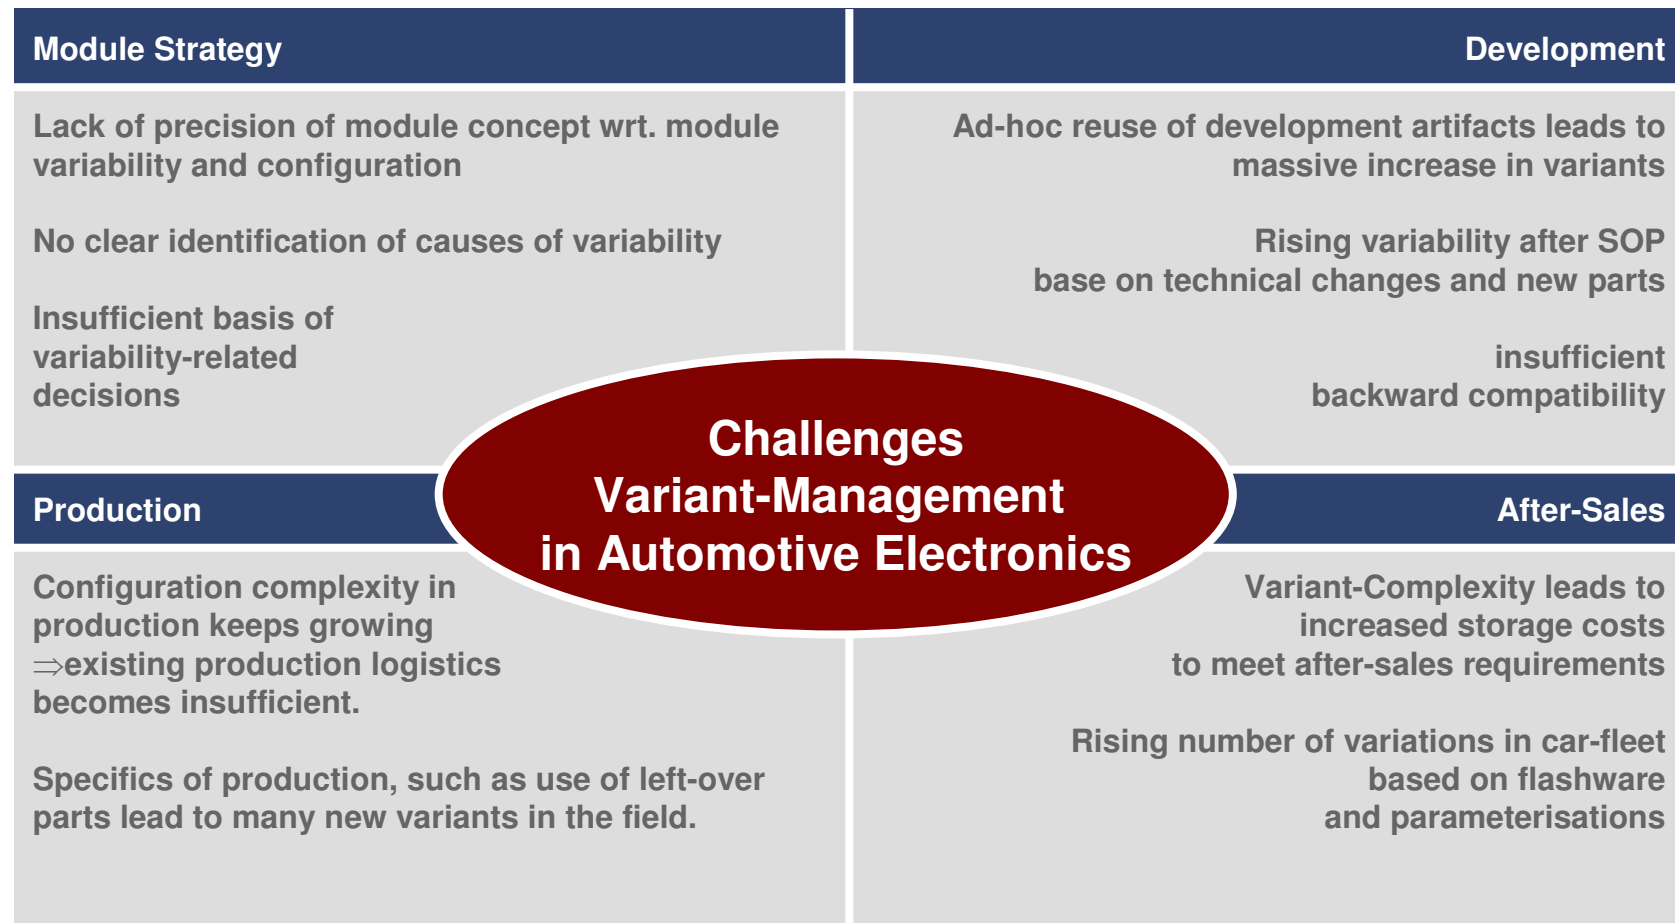 Module Strategy
Lack of precision of module concept wrt. module
variability and configuration
No clear identification of causes of variability
Insufficient basis of
variability-related
decisions
Development
Ad-hoc reuse of development artifacts leads to
massive increase in variants
Rising variability after SOP
base on technical changes and new parts
insufficient
backward compatibility
Challenges
Variant-Management
in Automotive Electronics
Production
Configuration complexity in
production keeps growing
⇒existing production logistics
becomes insufficient.
Specifics of production, such as use of left-over
parts lead to many new variants in the field.
After-Sales
Variant-Complexity leads to
increased storage costs
to meet after-sales requirements
Rising number of variations in car-fleet
based on flashware
and parameterisations